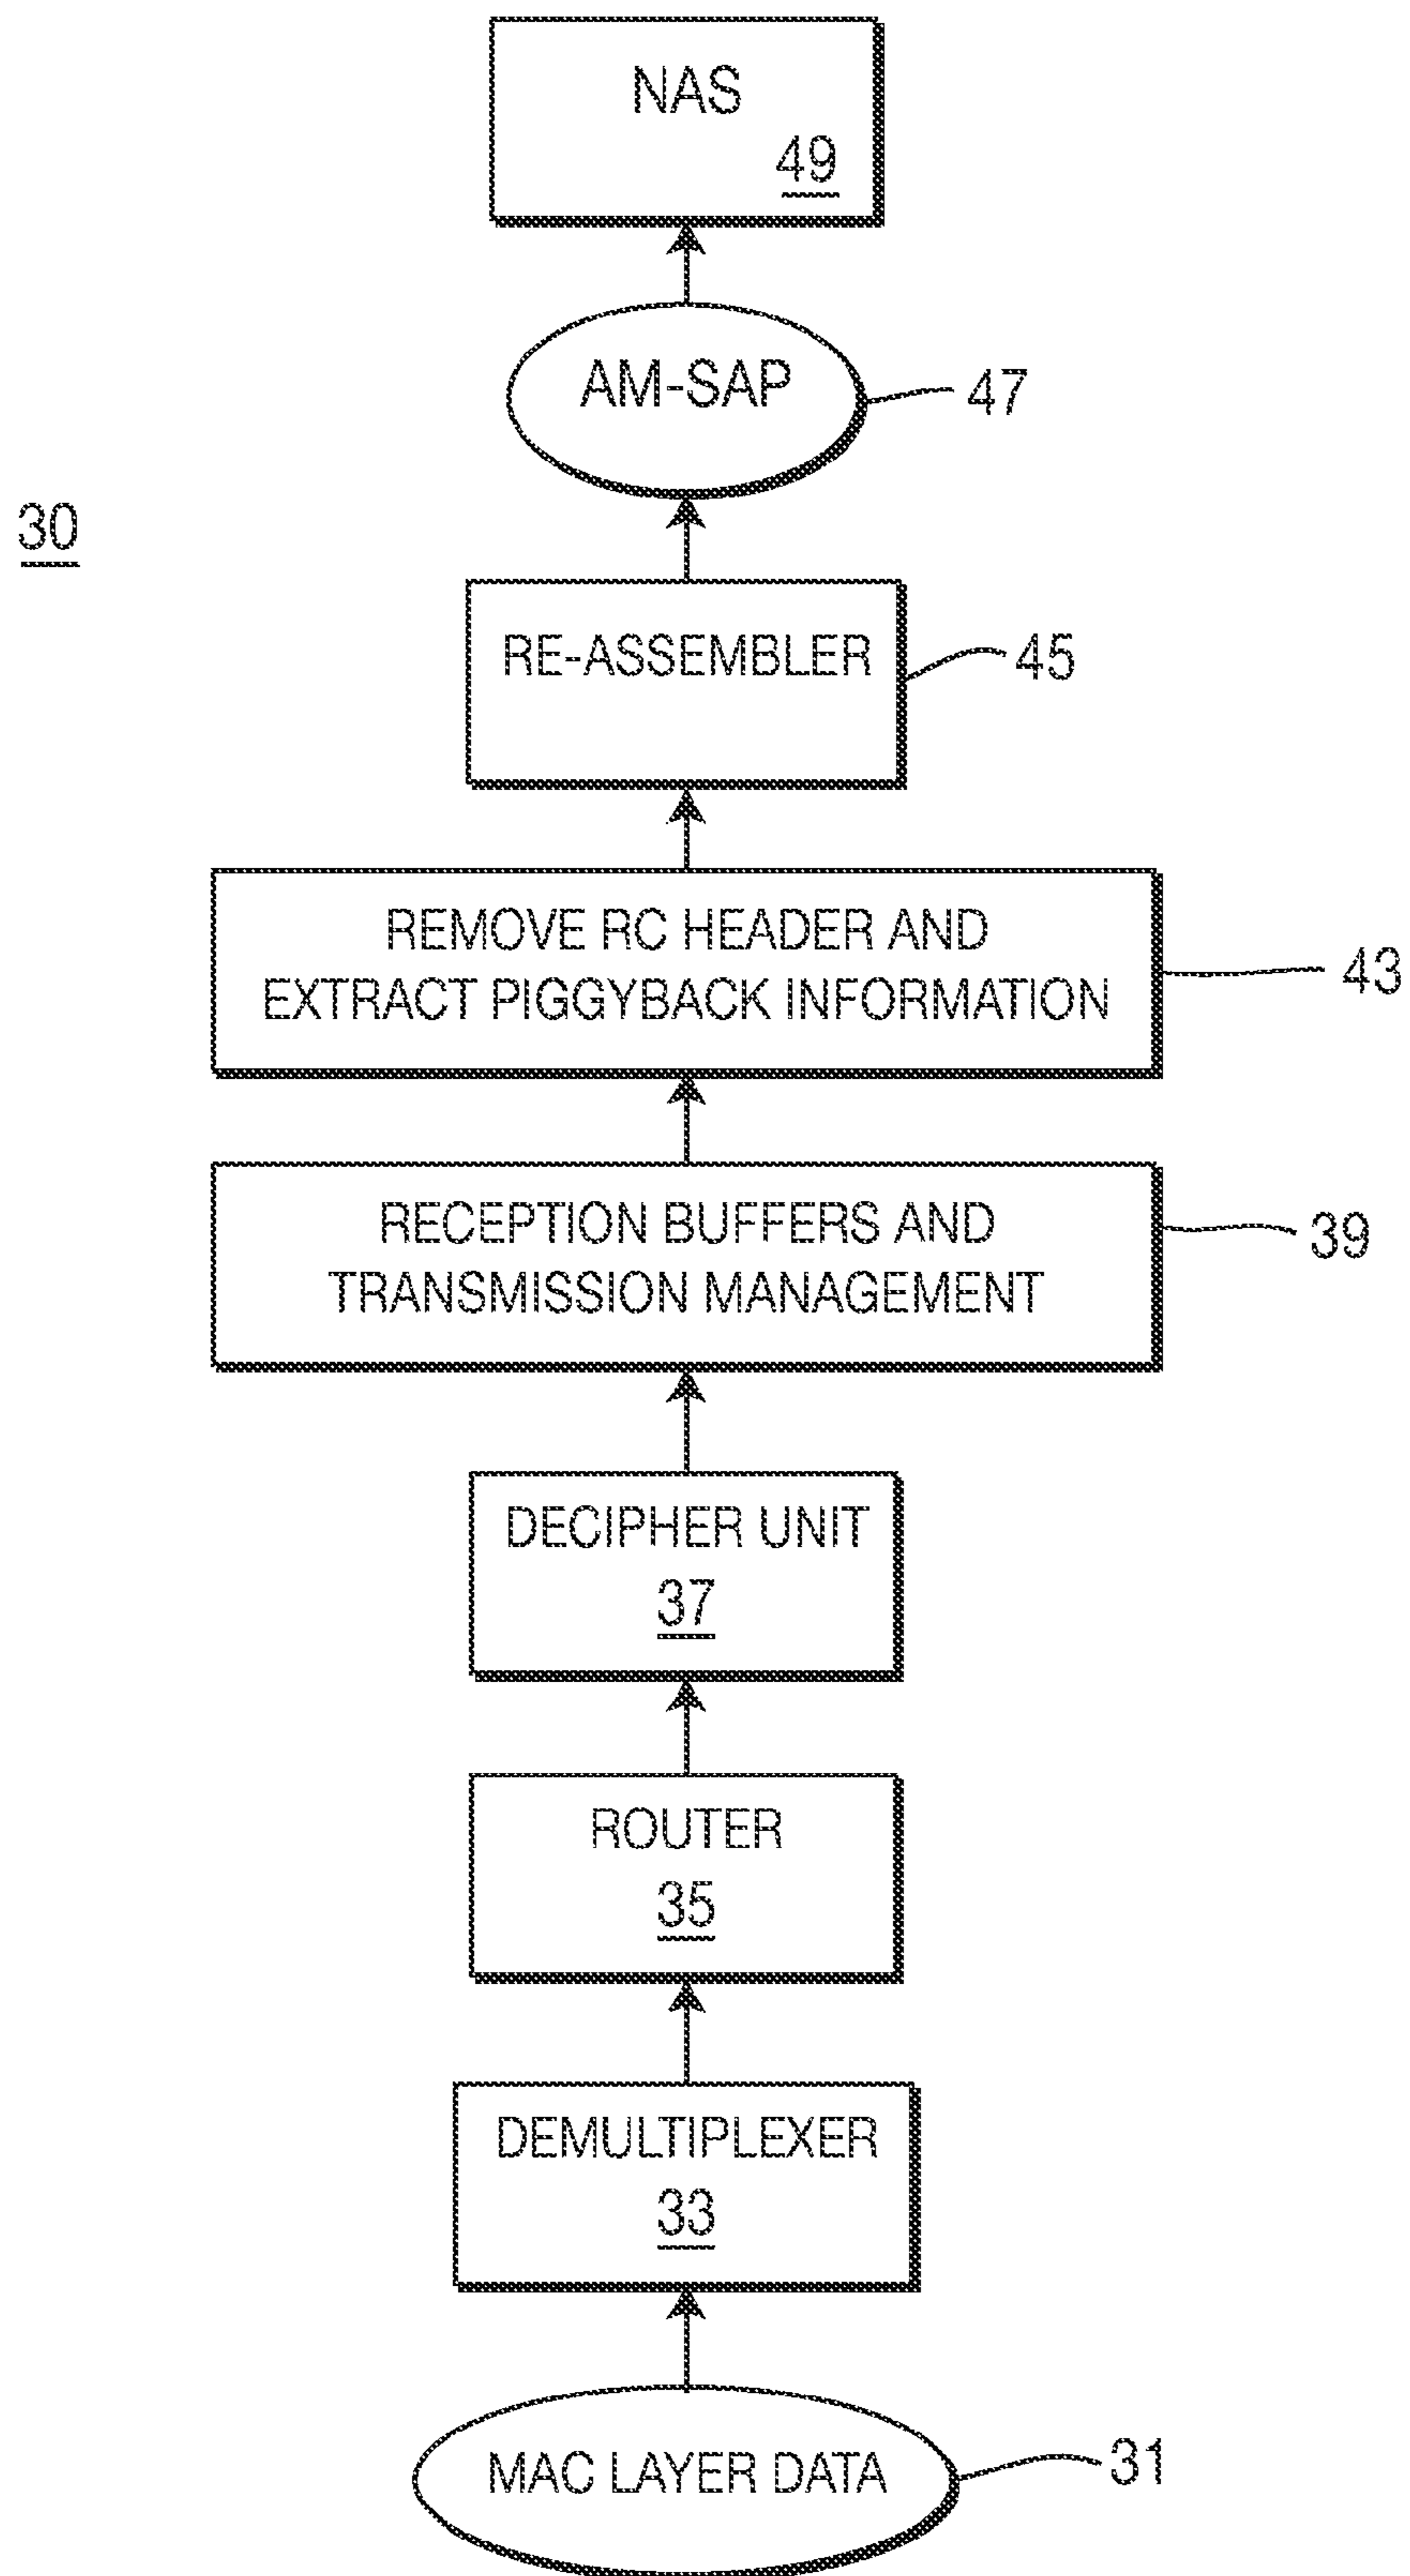 NAS
49
AM-SAP
47
30
RE-ASSEMBLER
45
REMOVE RC HEADER AND
EXTRACT PIGGYBACK INFORMATION
43
RECEPTION BUFFERS AND
TRANSMISSION MANAGEMENT
39
DECIPHER UNIT
37
ROUTER
35
DEMULTIPLEXER
33
MAC LAYER DATA
31